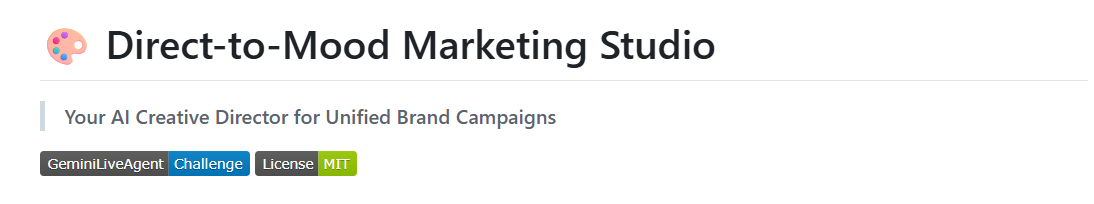 Direct-to-Mood Marketing Studio
Your AI Creative Director for Unified Brand Campaigns
GeminiLiveAgent Challenge License MIT